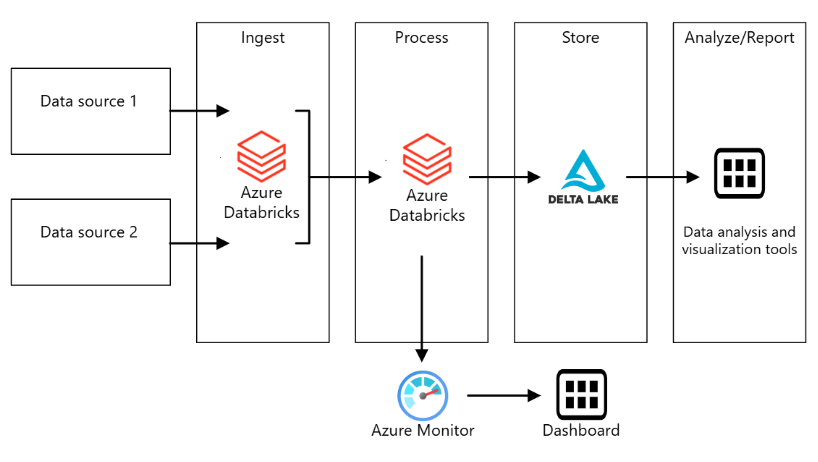 Ingest
Process
Store
Analyze/Report
Data source 1
Data source 2
Azure
Databricks
Azure
Databricks
DELTA LAKE
Data analysis and
visualization tools
Azure Monitor
Dashboard